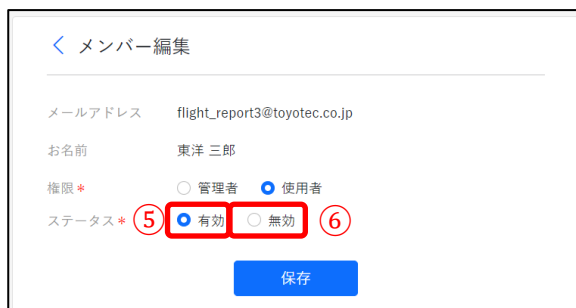 メンバー編集
メールアドレス flight_report3@toyotec.co.jp
お名前 東洋 三郎
権限* 管理者 使用者
ステータス* ⑤ 有効 無効 ⑥
保存